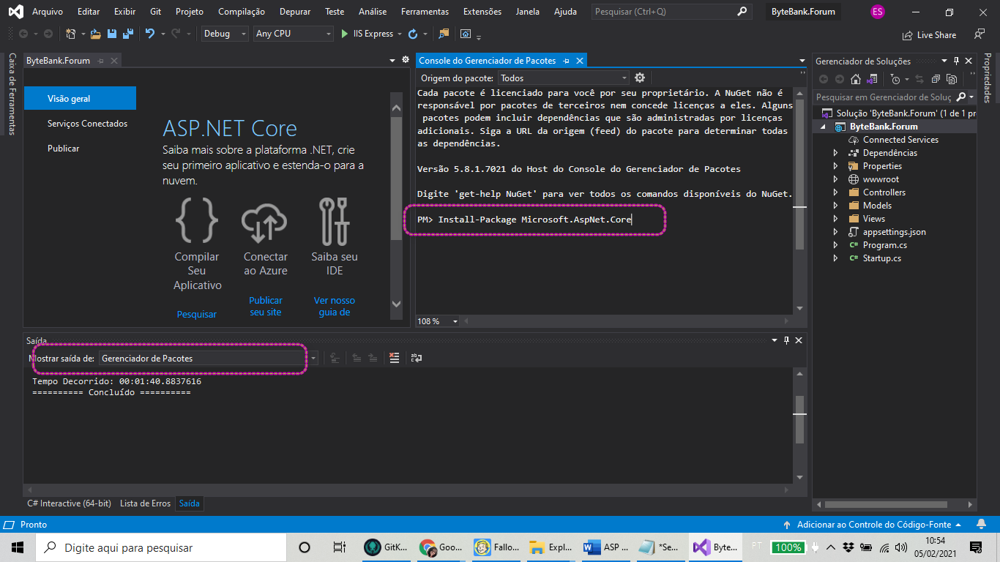 Arquivo Editar Exibir Git Projeto Compilação Depurar Teste Análise Ferramentas Extensões Janela Ajuda Pesquisar (Ctrl+Q) ByteBank.Forum ES
Debug Any CPU IIS Express Live Share
Caixa de Ferramentas
ByteBank.Forum
Visão geral
Serviços Conectados
Publicar
ASP.NET Core
Saiba mais sobre a plataforma .NET, crie
seu primeiro aplicativo e estenda-o para a
nuvem.
Compilar
Seu
Aplicativo
Pesquisar
Conectar
ao Azure
Publicar
seu site
Saiba seu
IDE
Ver nosso
guia de
Console do Gerenciador de Pacotes
Origem do pacote: Todos
Cada pacote é licenciado para você por seu proprietário. A NuGet não é
responsável por pacotes de terceiros nem concede licenças a eles. Alguns
pacotes podem incluir dependências que são administradas por licenças
adicionais. Siga a URL da origem (feed) do pacote para determinar todas
as dependências.
Versão 5.8.1.7021 do Host do Console do Gerenciador de Pacotes
Digite 'get-help NuGet' para ver todos os comandos disponíveis do NuGet.
PM> Install-Package Microsoft.AspNet.Core
108 %
Gerenciador de Soluções
Pesquisar em Gerenciador de Soluç
Solução 'ByteBank.Forum' (1 de 1 pr
ByteBank.Forum
Connected Services
Dependências
Properties
wwwroot
Controllers
Models
Views
appsettings.json
C# Program.cs
C# Startup.cs
Propriedades
Saída
Mostrar saída de: Gerenciador de Pacotes
Tempo Decorrido: 00:01:40.8837616
========== Concluído ==========
C# Interactive (64-bit) Lista de Erros Saída
Pronto Adicionar ao Controle do Código-Fonte
Digite aqui para pesquisar GitK... Goo... Fallo... Expl... ASP ... *Se... Byte... PT 100% 10:54
05/02/2021